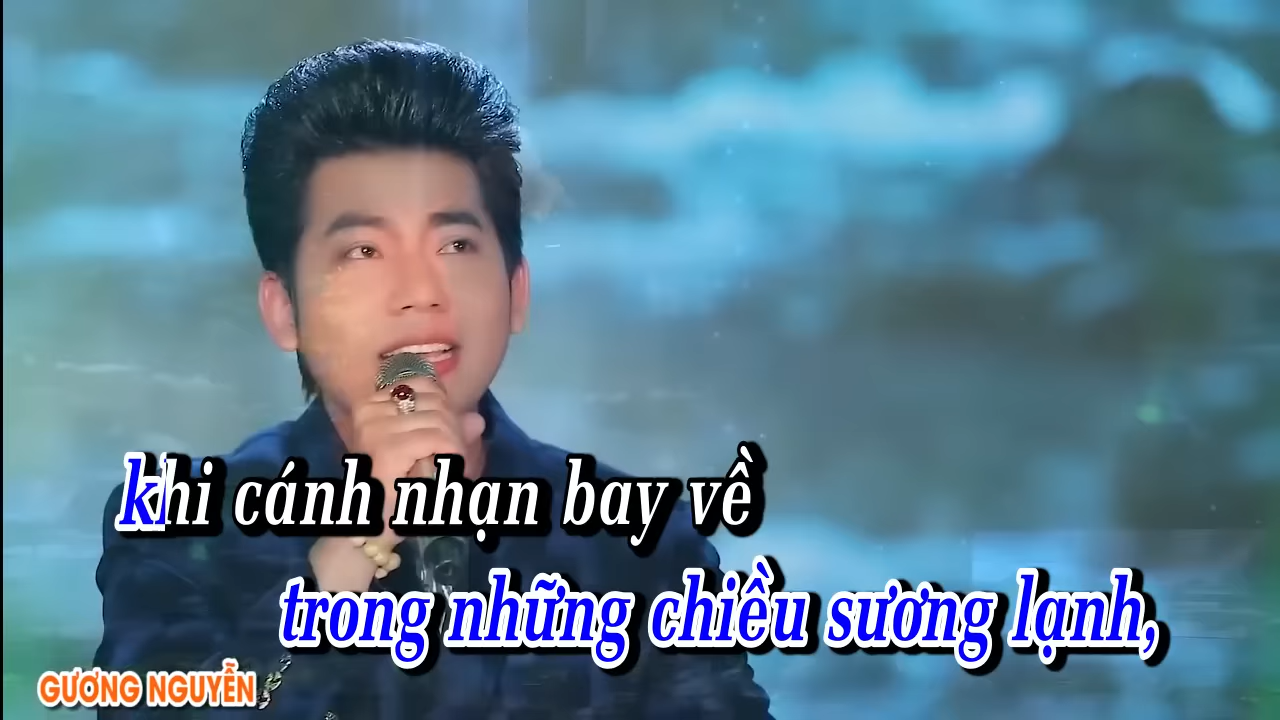 khi cánh nhạn bay về
trong những chiều sương lạnh,
GƯƠNG NGUYỄN